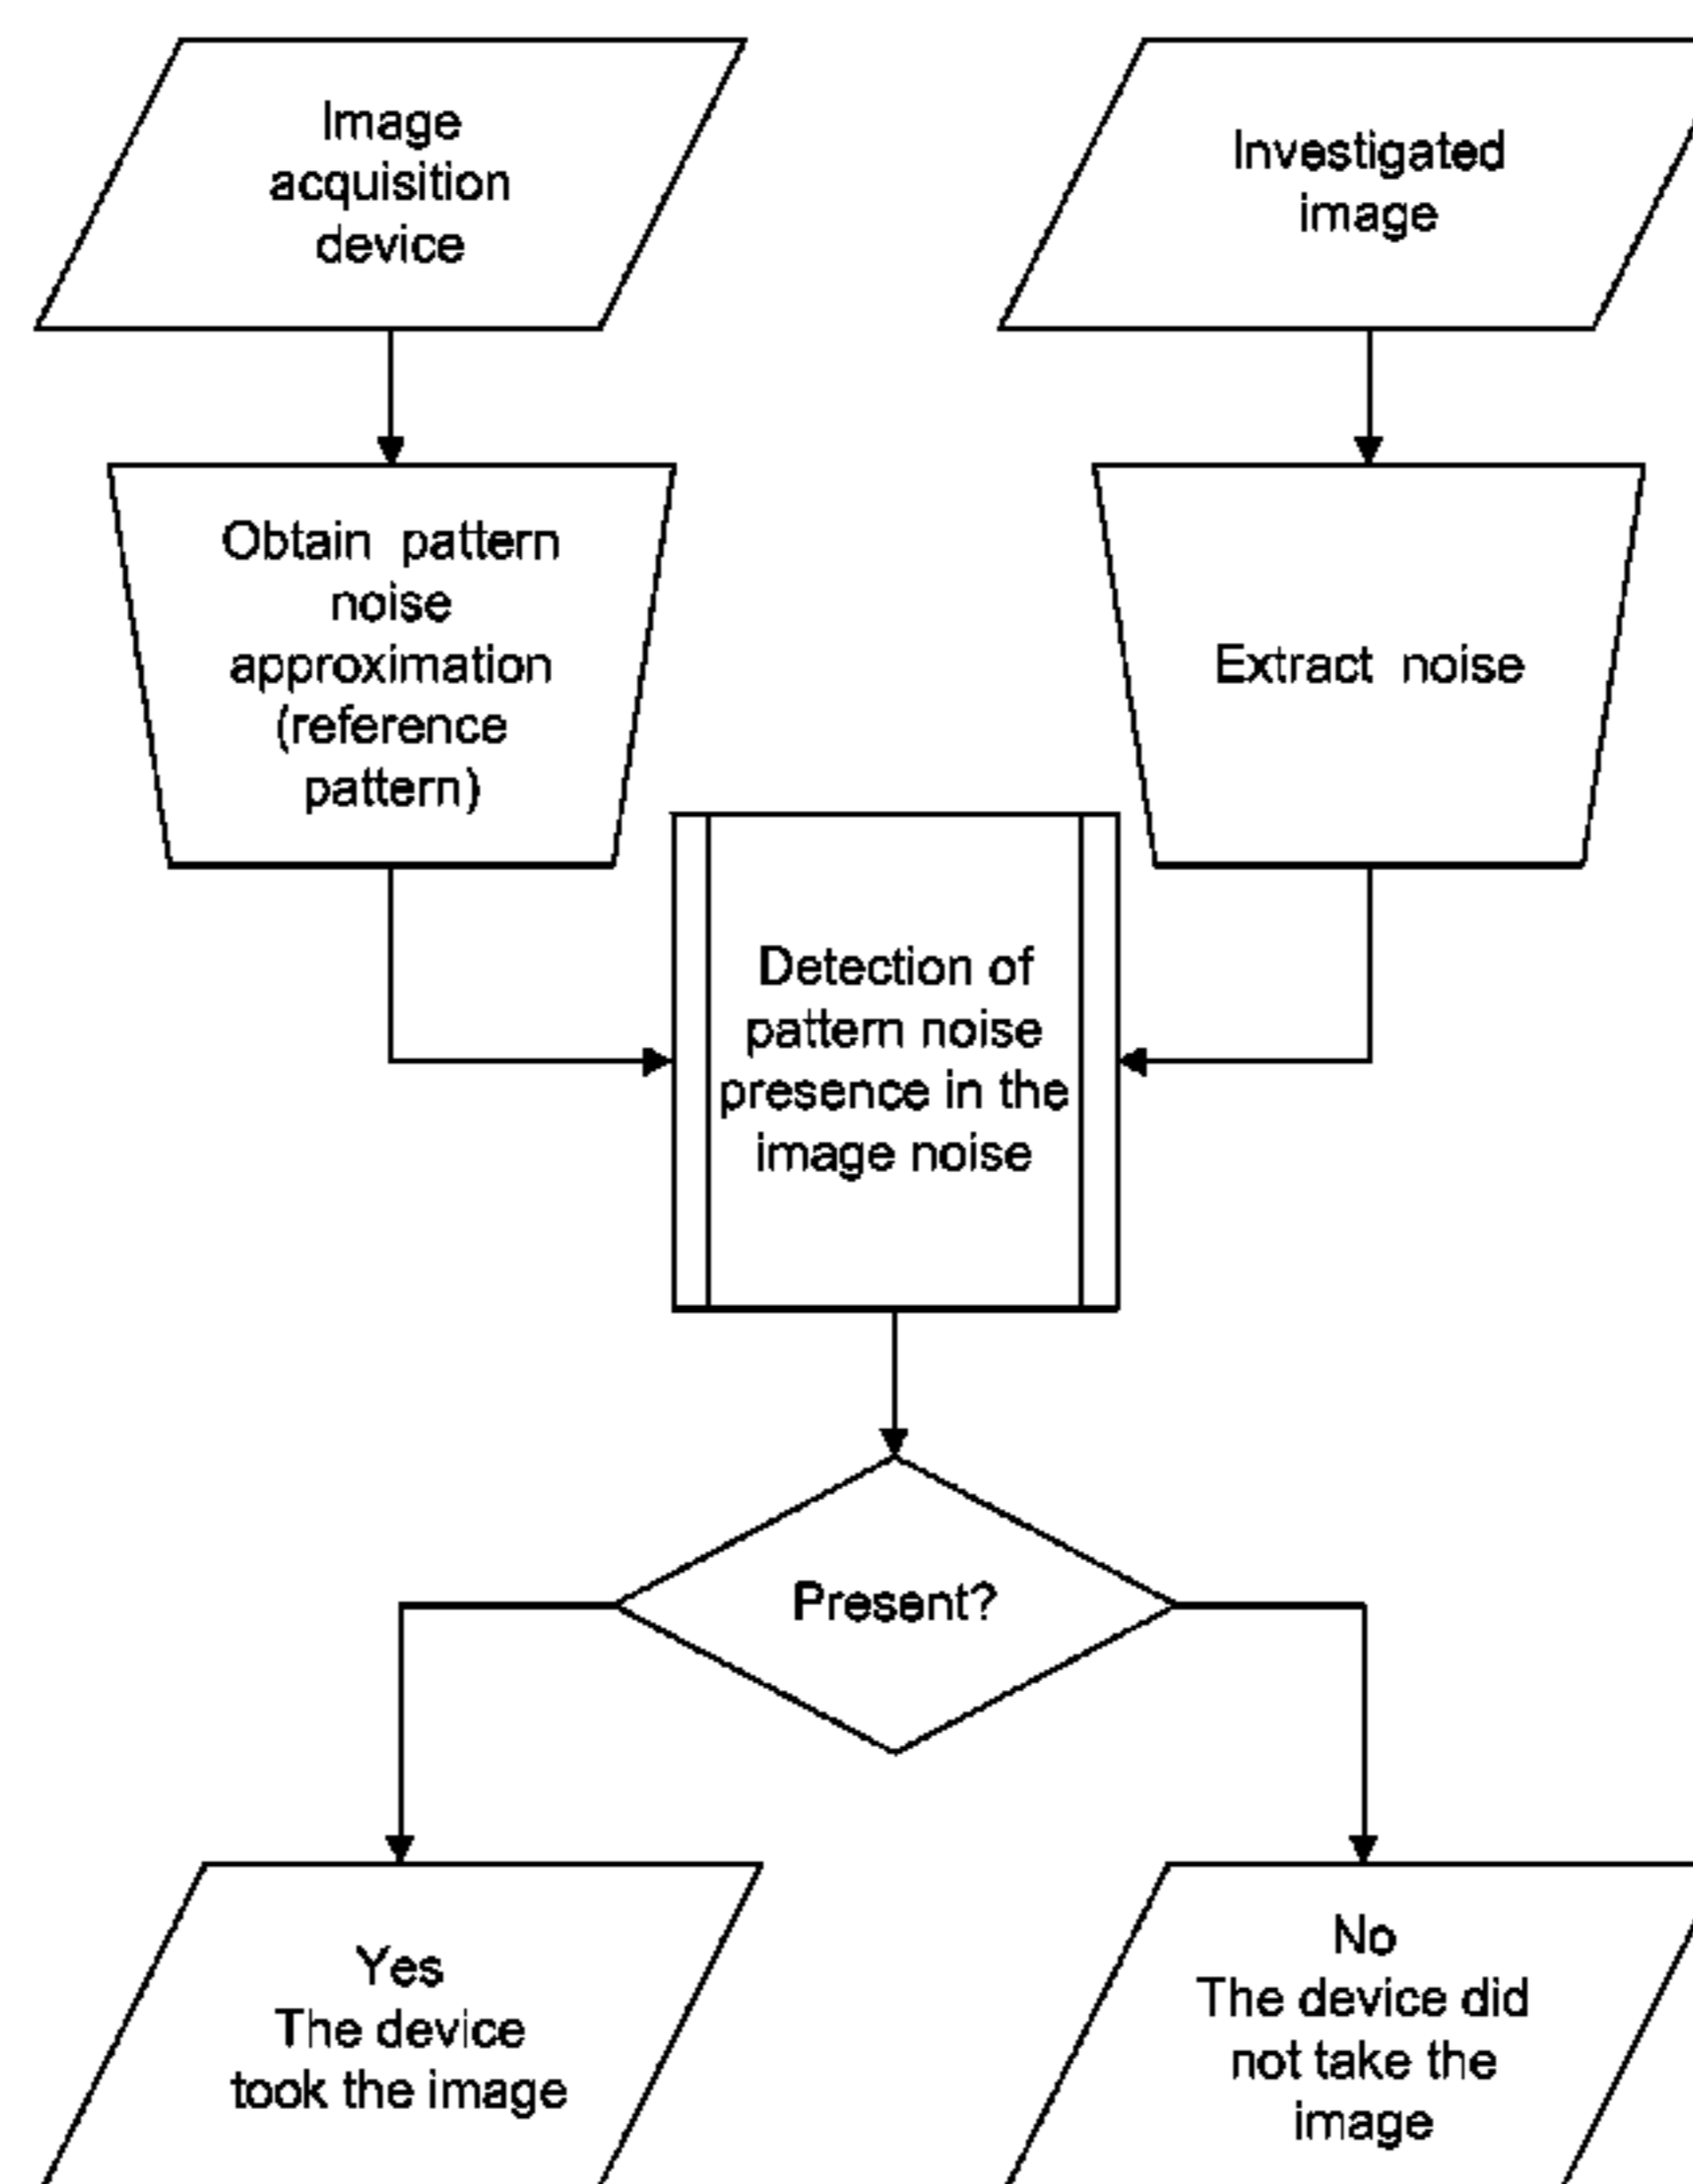 Image
acquisition
device
Investigated
image
Obtain pattern
noise
approximation
(reference
pattern)
Extract noise
Detection of
pattern noise
presence in the
image noise
Present?
Yes
The device
took the image
No
The device did
not take the
image